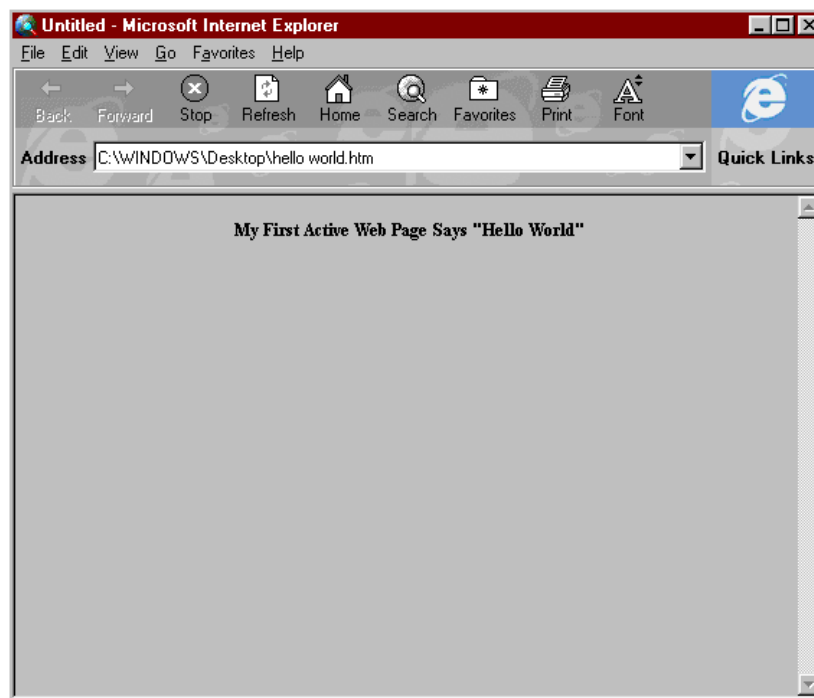 Untitled - Microsoft Internet Explorer
File Edit View Go Favorites Help
Back Forward Stop Refresh Home Search Favorites Print Font
Address C:\WINDOWS\Desktop\hello world.htm Quick Links
My First Active Web Page Says "Hello World"